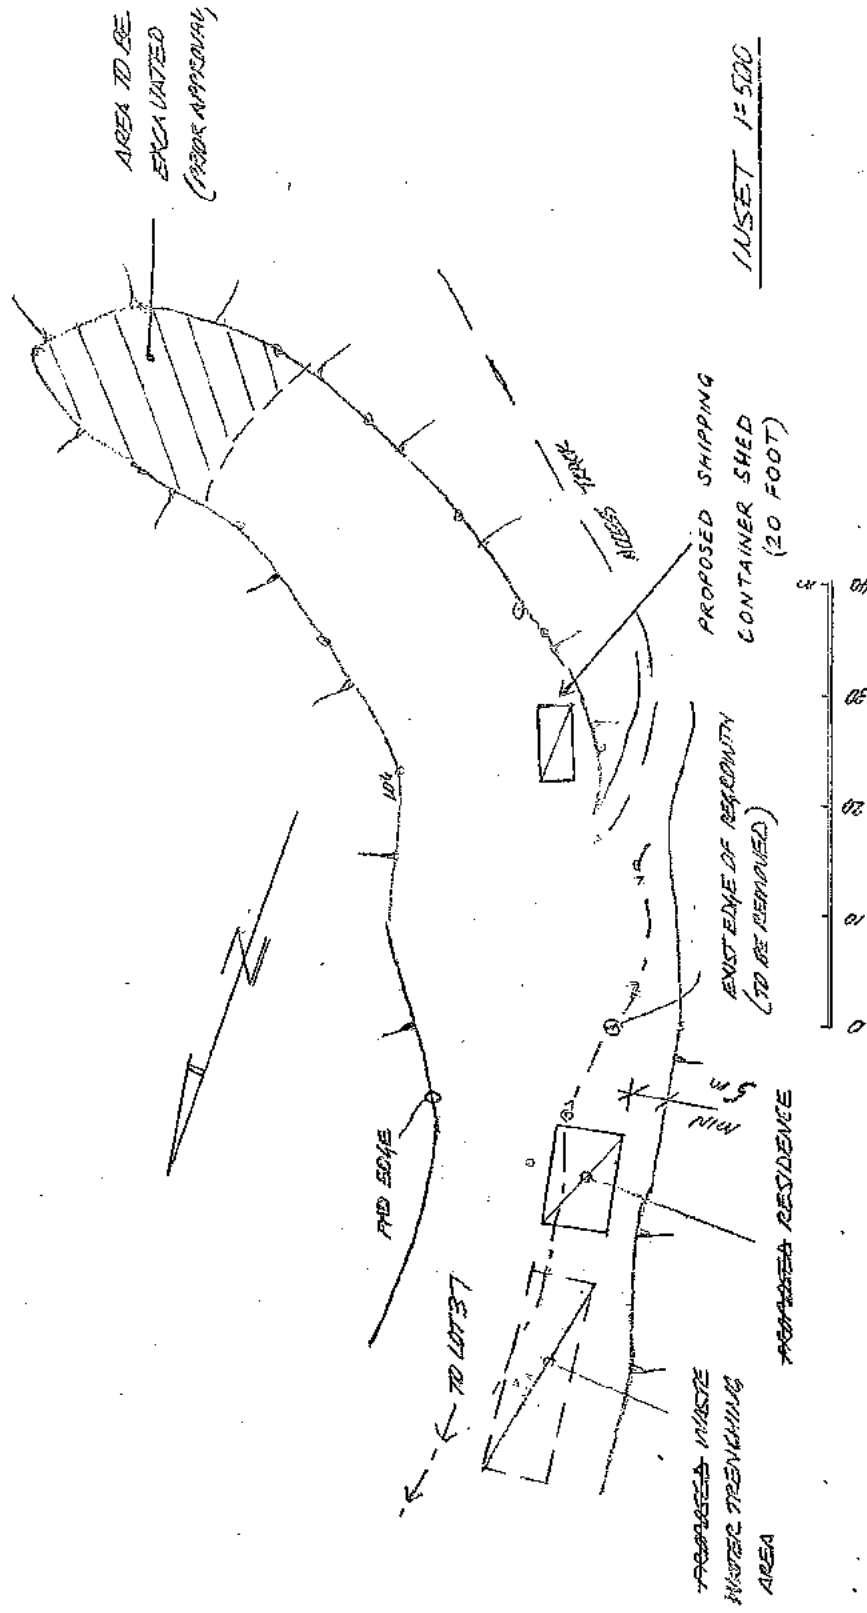 AREA TO BE
EXCAVATED
(PRIOR APPROVAL)
INSET 1=500
ACCESS TRACK
PROPOSED SHIPPING
CONTAINER SHED
(20 FOOT)
LOG
N
EXIST EDGE OF REGROWTH
(TO BE REMOVED)
0 10 20 30 40
PAD EDGE
MIN
TO LOT 37
PROPOSED RESIDENCE
PROPOSED WASTE
WATER TRENCHING
AREA